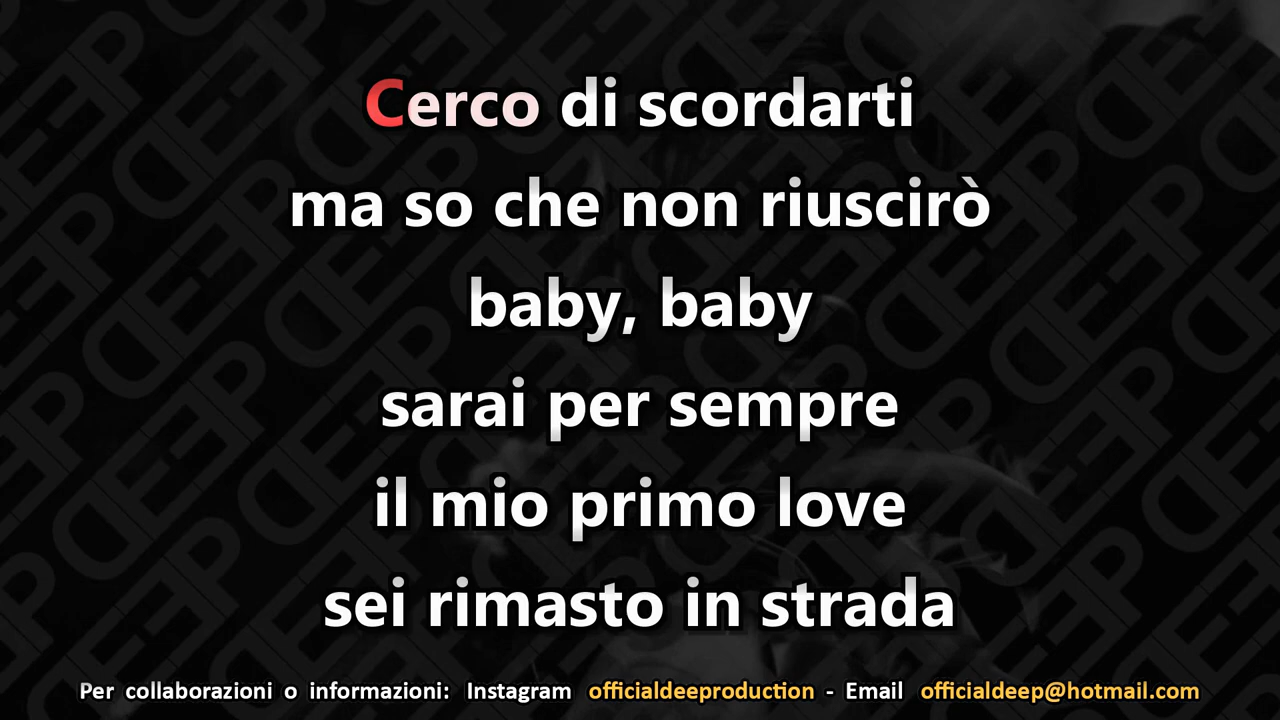 Cerco di scordarti
ma so che non riuscirò
baby, baby
sarai per sempre
il mio primo love
sei rimasto in strada
Per collaborazioni o informazioni: Instagram officialdeeproduction - Email officialdeep@hotmail.com